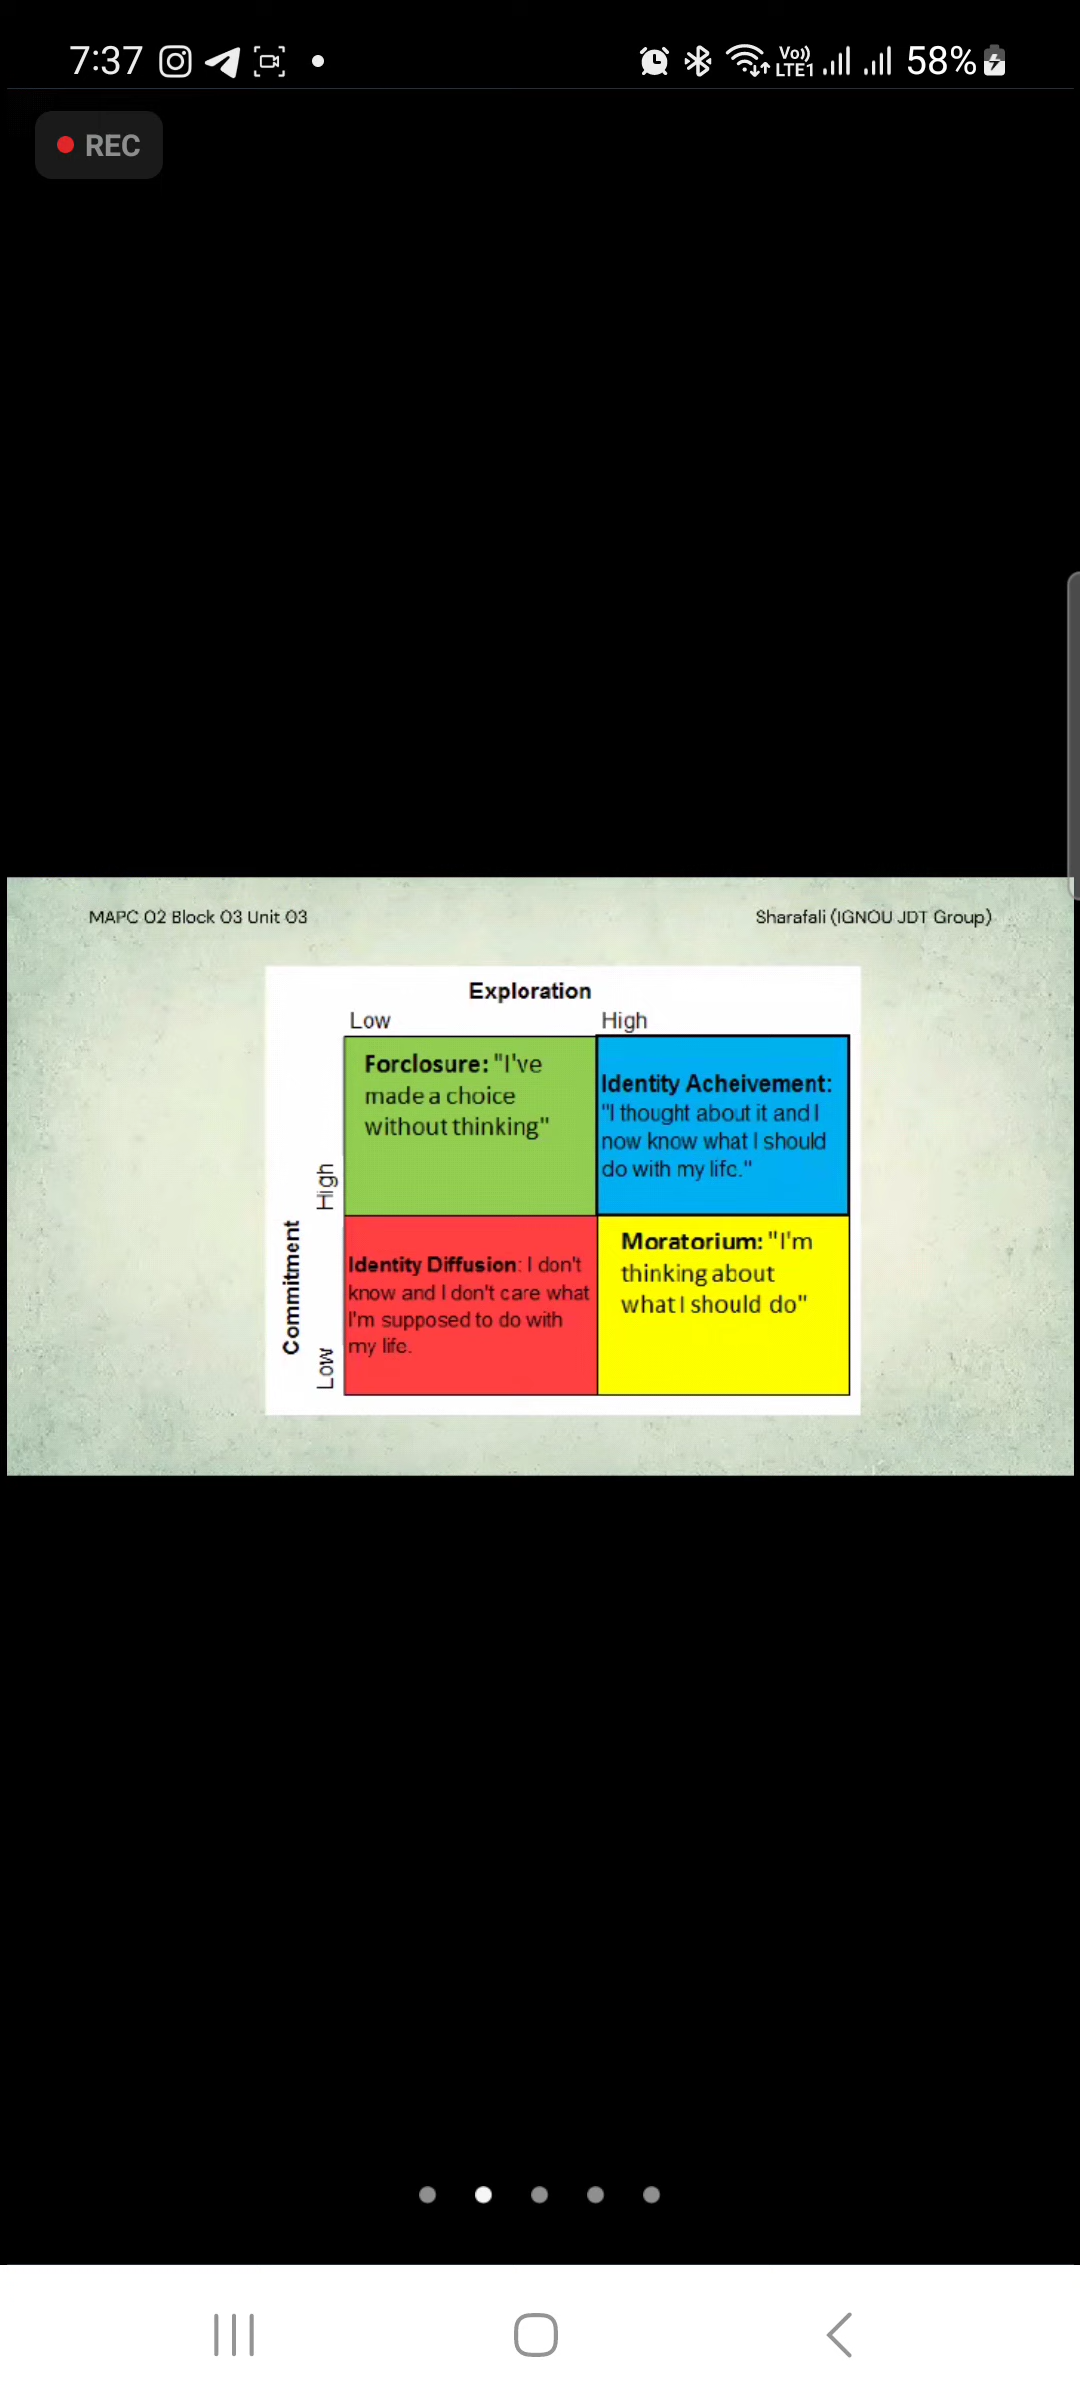 7:37
Vo))
LTE1
58%
REC
MAPC 02 Block 03 Unit 03
Sharafali (IGNOU JDT Group)
Exploration
Low
High
Forclosure: "I've
made a choice
without thinking"
Identity Acheivement:
"I thought about it and I
now know what I should
do with my life."
High
Commitment
Low
Identity Diffusion: I don't
know and I don't care what
I'm supposed to do with
my life.
Moratorium: "I'm
thinking about
what I should do"